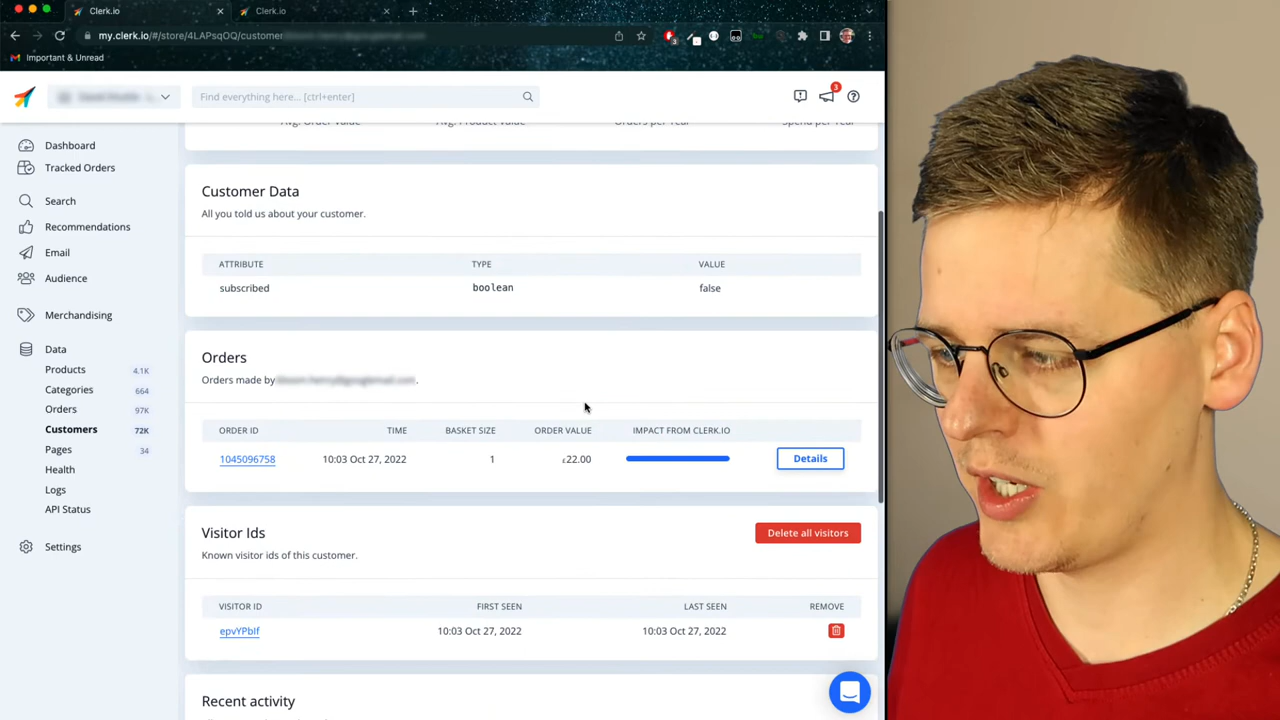 Clerk.io
Clerk.io
my.clerk.io/#/store/4LAPsqOQ/customer
Important & Unread
Find everything here... [ctrl+enter]
3
3
Avg. Order Value Avg. Product Value Orders per Year Spend per Year
Dashboard
Tracked Orders
Search
Recommendations
Email
Audience
Merchandising
Data
Products 4.1K
Categories 664
Orders 97K
Customers 72K
Pages 34
Health
Logs
API Status
Settings
Customer Data
All you told us about your customer.
ATTRIBUTE TYPE VALUE
subscribed boolean false
Orders
Orders made by
ORDER ID TIME BASKET SIZE ORDER VALUE IMPACT FROM CLERK.IO
1045096758 10:03 Oct 27, 2022 1 £22.00 Details
Visitor Ids Delete all visitors
Known visitor ids of this customer.
VISITOR ID FIRST SEEN LAST SEEN REMOVE
epvYPbIf 10:03 Oct 27, 2022 10:03 Oct 27, 2022
Recent activity